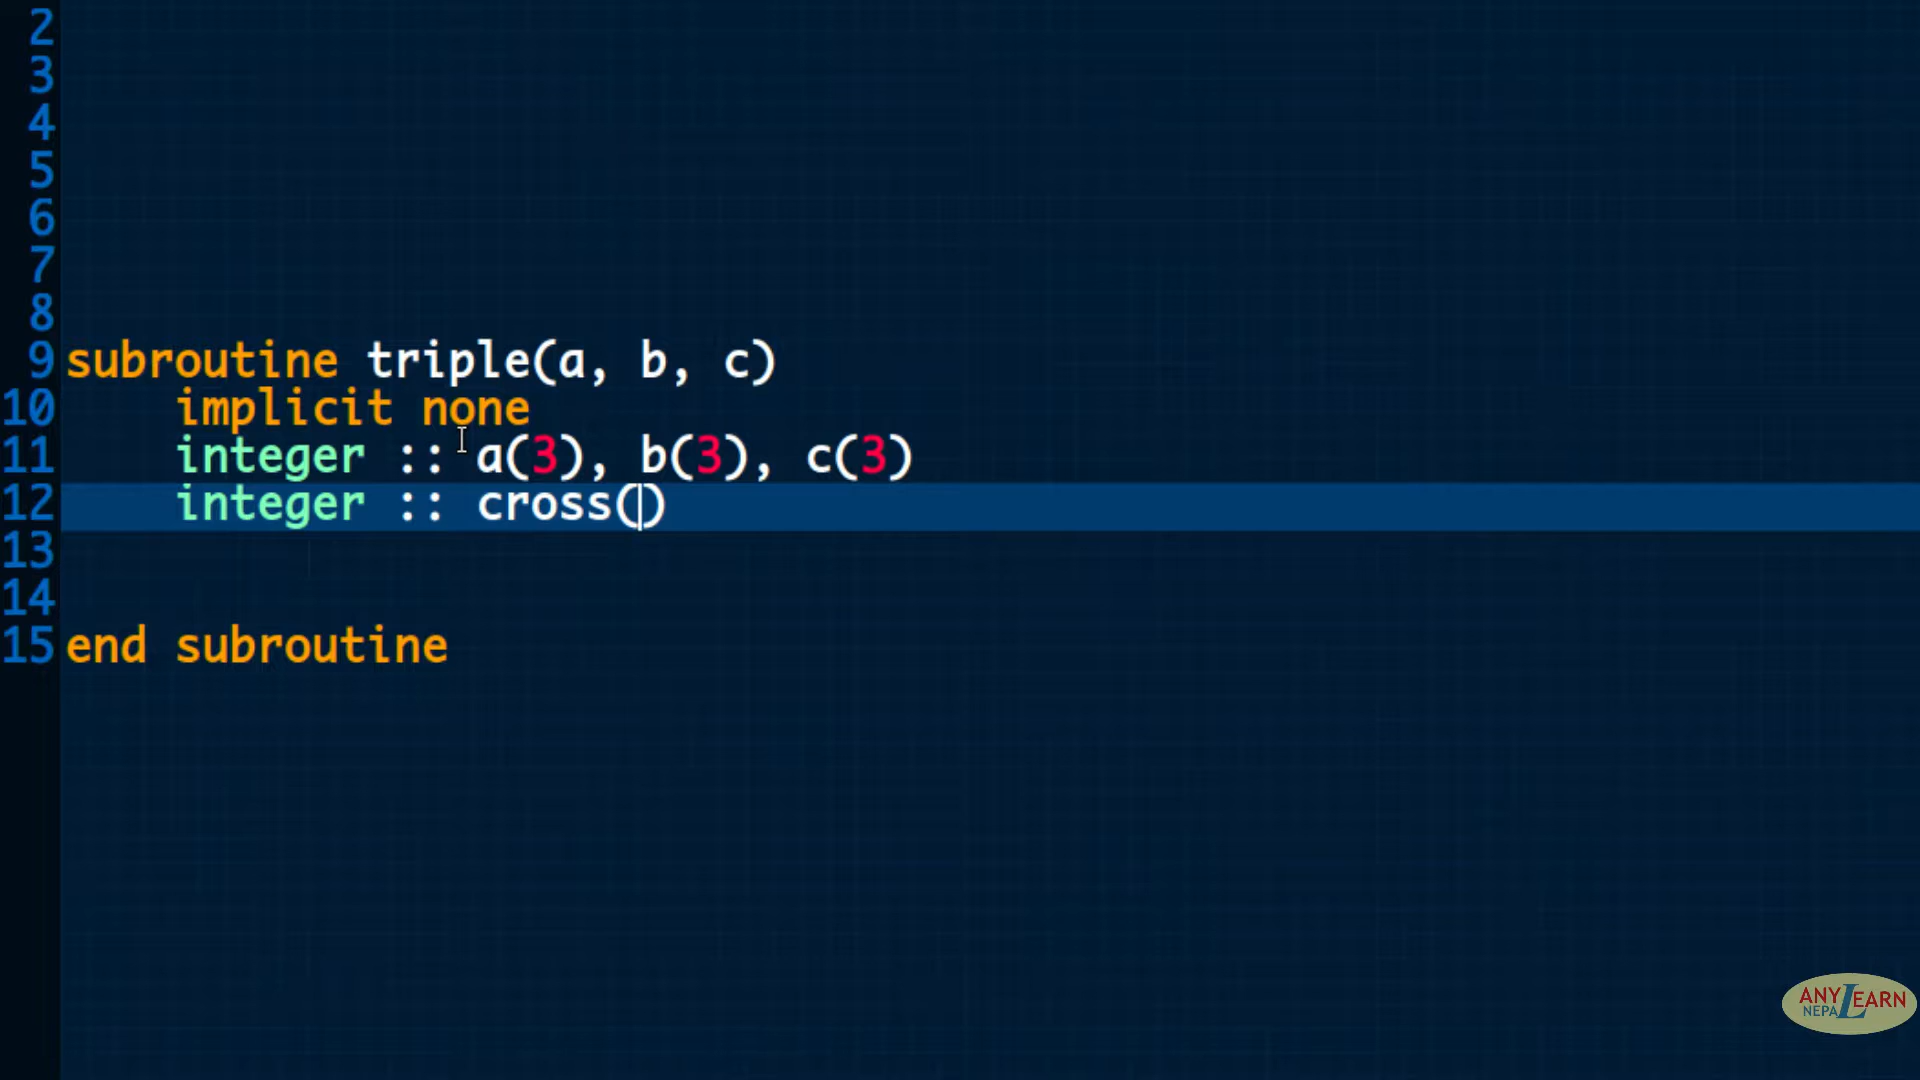 2
3
4
5
6
7
8
9 subroutine triple(a, b, c)
10 implicit none
11 integer :: a(3), b(3), c(3)
12 integer :: cross()
13
14
15 end subroutine
ANY LEARN
NEPAL